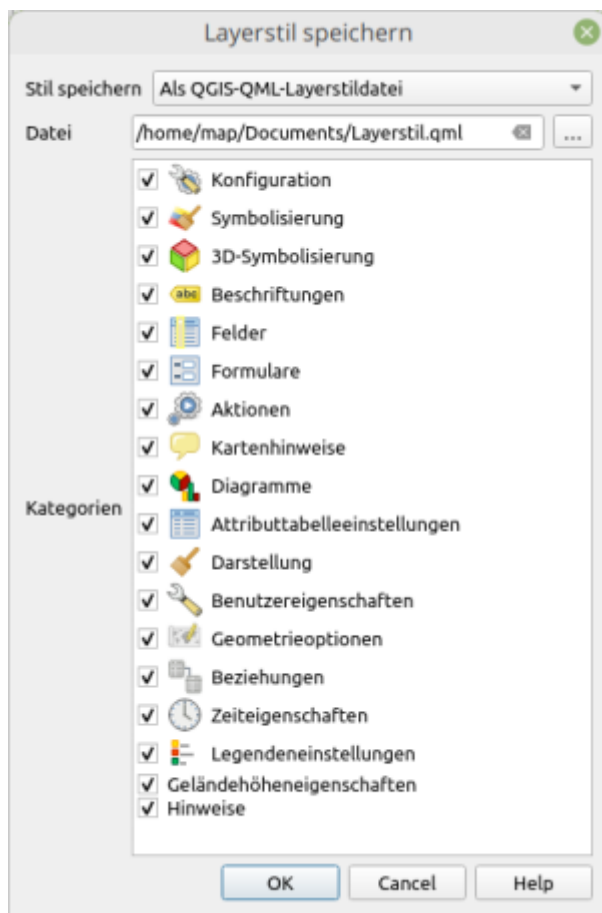 Layerstil speichern
Stil speichern Als QGIS-QML-Layerstildatei
Datei /home/map/Documents/Layerstil.qml ...
Konfiguration
Symbolisierung
3D-Symbolisierung
abc Beschriftungen
Felder
Formulare
Aktionen
Kartenhinweise
Diagramme
Kategorien
Attributtabelleeinstellungen
Darstellung
Benutzereigenschaften
Geometrieoptionen
Beziehungen
Zeiteigenschaften
Legendeneinstellungen
Geländehöheneigenschaften
Hinweise
OK Cancel Help